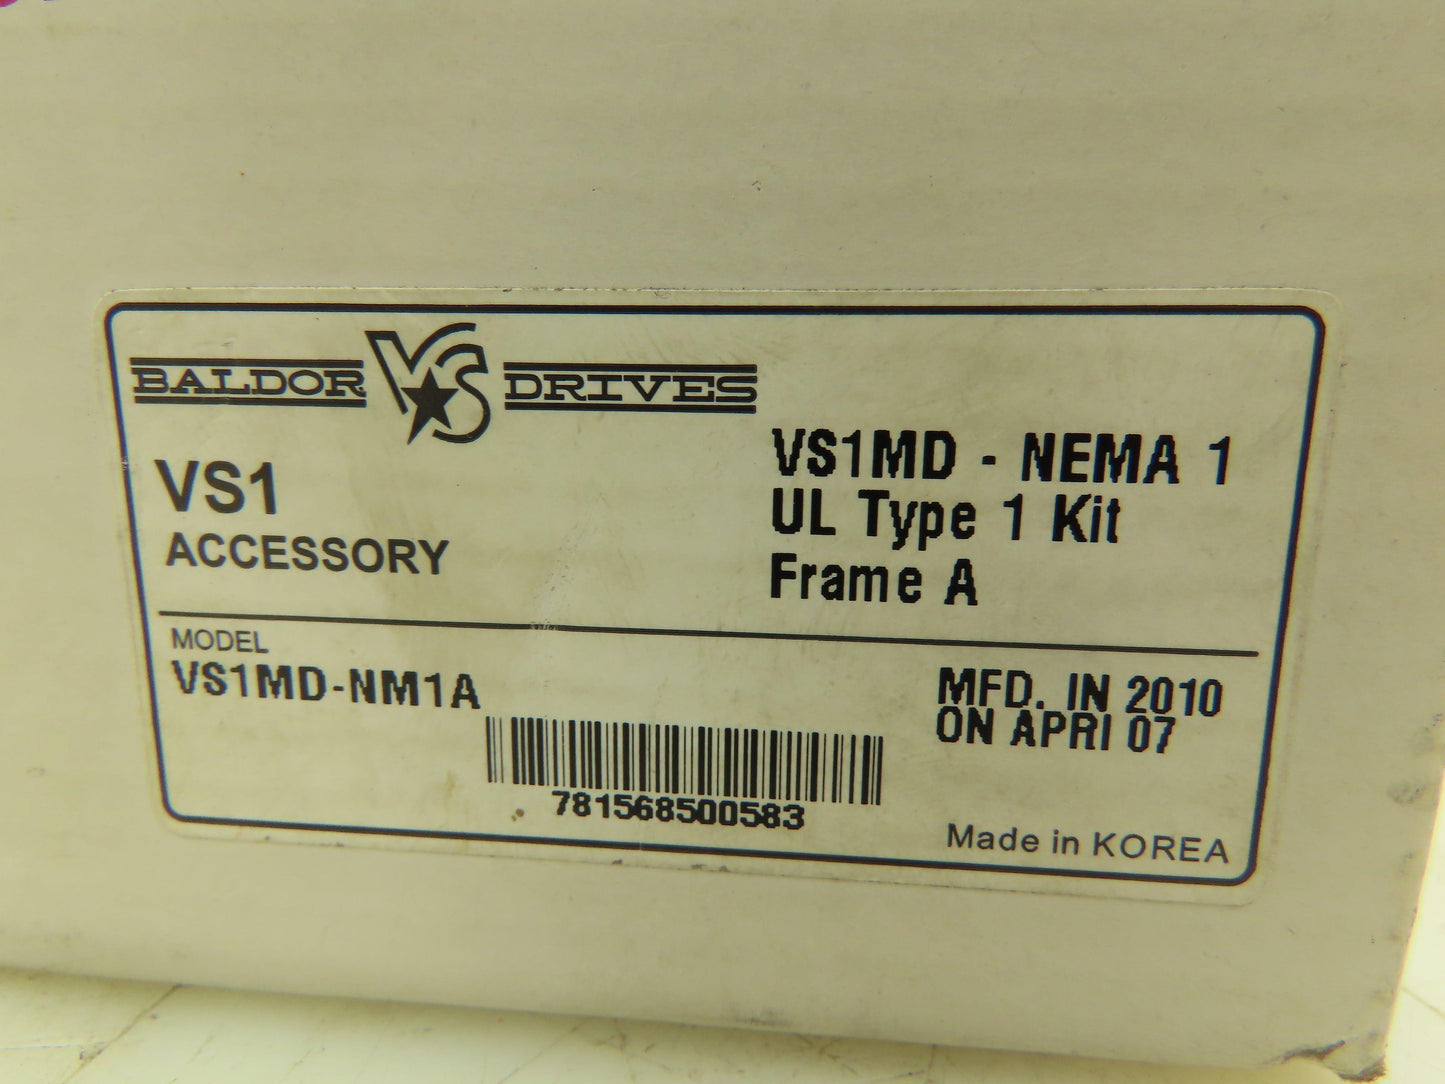 BALDOR VS DRIVES
VS1
ACCESSORY
VS1MD - NEMA 1
UL Type 1 Kit
Frame A
MODEL
VS1MD-NM1A
MFD. IN 2010
ON APRI 07
781568500583
Made in KOREA